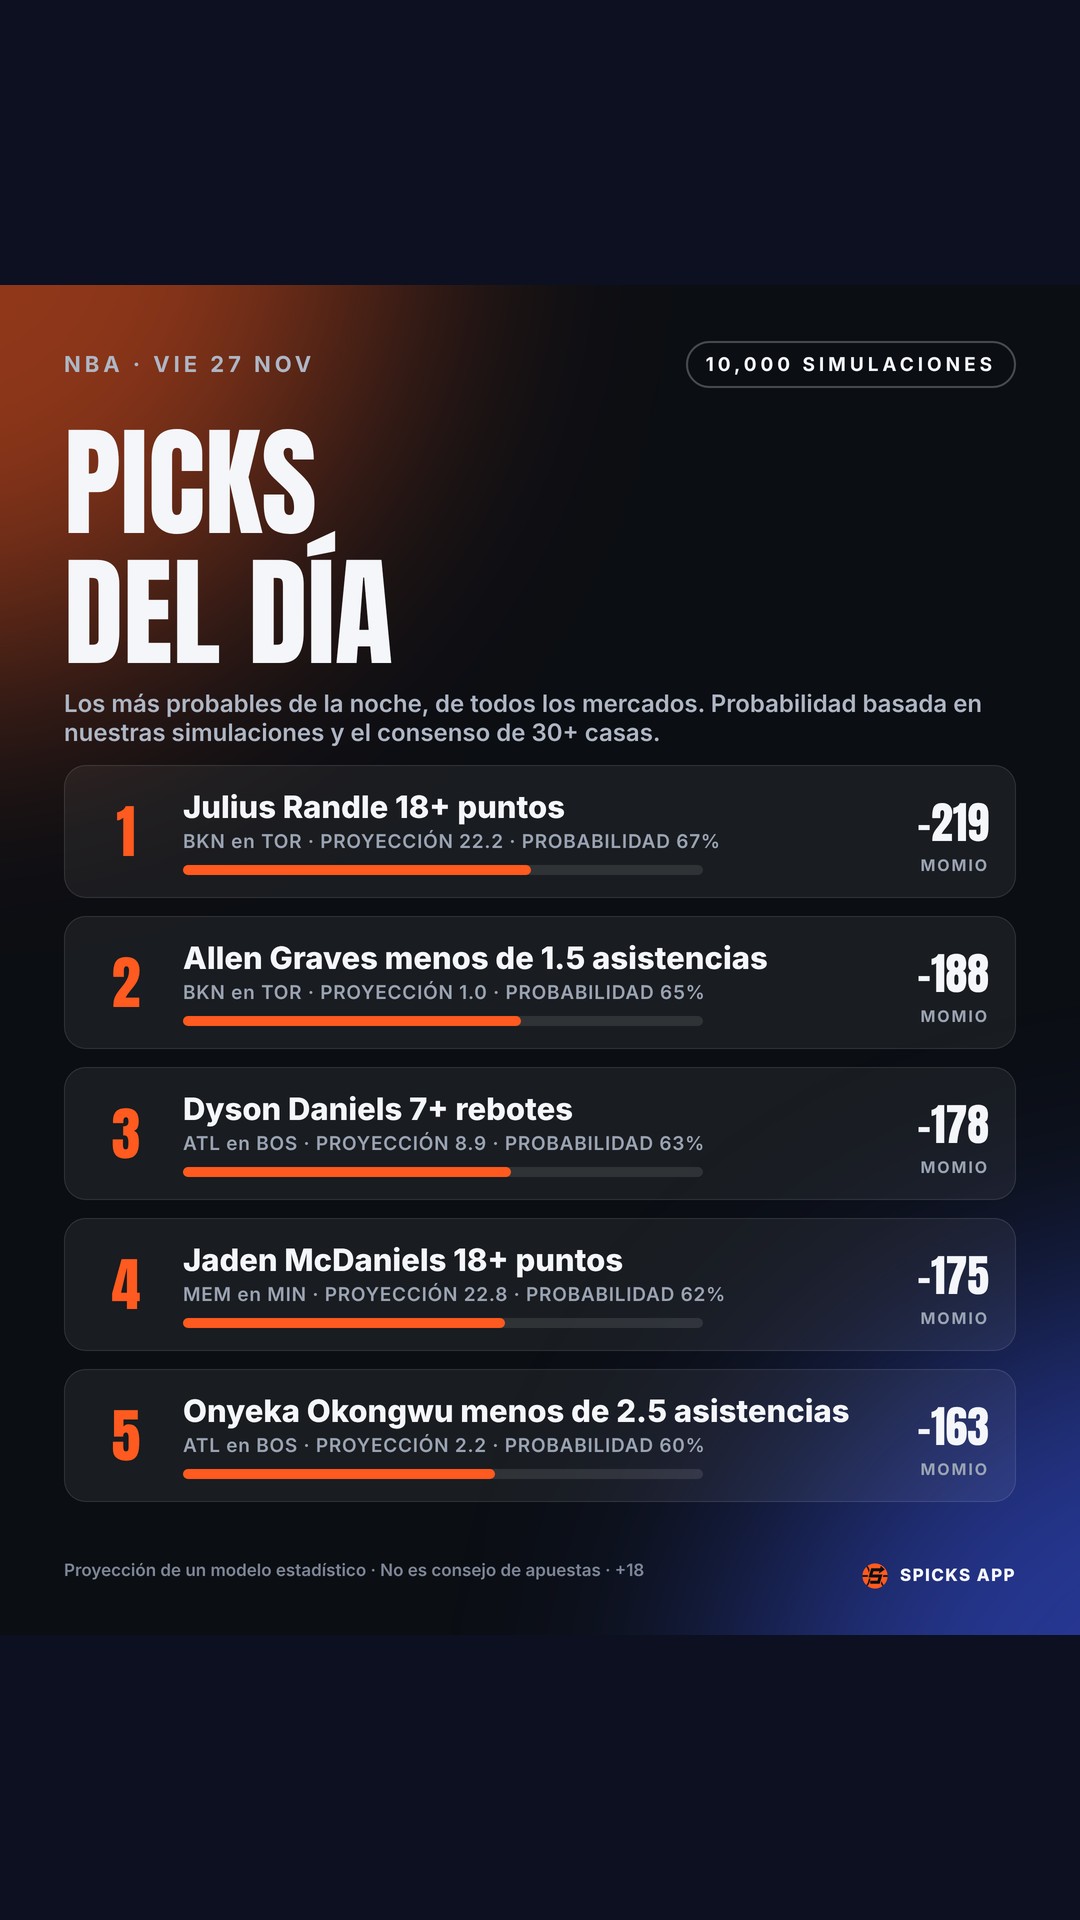 NBA · VIE 27 NOV
10,000 SIMULACIONES
PICKS
DEL DÍA
Los más probables de la noche, de todos los mercados. Probabilidad basada en
nuestras simulaciones y el consenso de 30+ casas.
1
Julius Randle 18+ puntos
BKN en TOR · PROYECCIÓN 22.2 · PROBABILIDAD 67%
-219
MOMIO
2
Allen Graves menos de 1.5 asistencias
BKN en TOR · PROYECCIÓN 1.0 · PROBABILIDAD 65%
-188
MOMIO
3
Dyson Daniels 7+ rebotes
ATL en BOS · PROYECCIÓN 8.9 · PROBABILIDAD 63%
-178
MOMIO
4
Jaden McDaniels 18+ puntos
MEM en MIN · PROYECCIÓN 22.8 · PROBABILIDAD 62%
-175
MOMIO
5
Onyeka Okongwu menos de 2.5 asistencias
ATL en BOS · PROYECCIÓN 2.2 · PROBABILIDAD 60%
-163
MOMIO
Proyección de un modelo estadístico · No es consejo de apuestas · +18
SPICKS APP